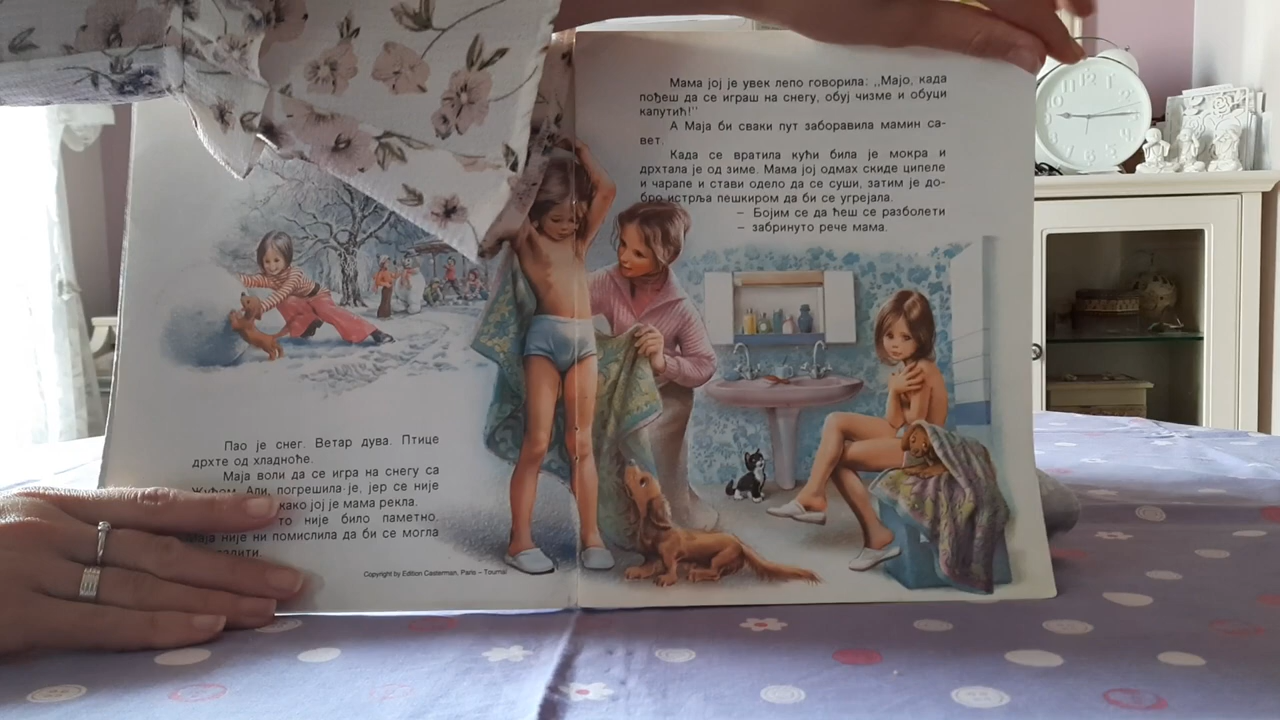 Пао је снег. Ветар дува. Птице
дрхте од хладноће.
Маја воли да се игра на снегу са
Жућом. Али, погрешила је, јер се није
како јој је мама рекла.
то није било паметно.
Маја није ни помислила да би се могла
Copyright by Edition Casterman, Paris – Tournai
Мама јој је увек лепо говорила: ,,Мајо, када
пођеш да се играш на снегу, обуј чизме и обуци
капутић!"
А Маја би сваки пут заборавила мамин са-
вет.
Када се вратила кући била је мокра и
дрхтала је од зиме. Мама јој одмах скиде ципеле
и чарапе и стави одело да се суши, затим је до-
бро истрља пешкиром да би се угрејала.
– Бојим се да ћеш се разболети
– забринуто рече мама.